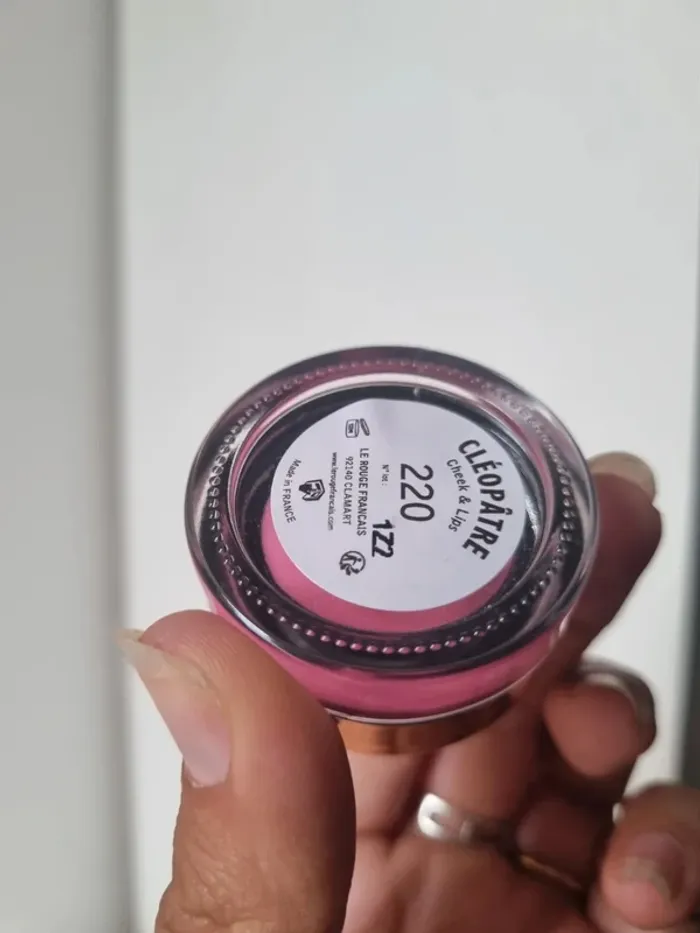 CLÉOPÂTRE
Cheek & Lips
220
N° lot :
1Z2
LE ROUGE FRANÇAIS
92140 CLAMART
www.lerougefrancais.com
Made in FRANCE